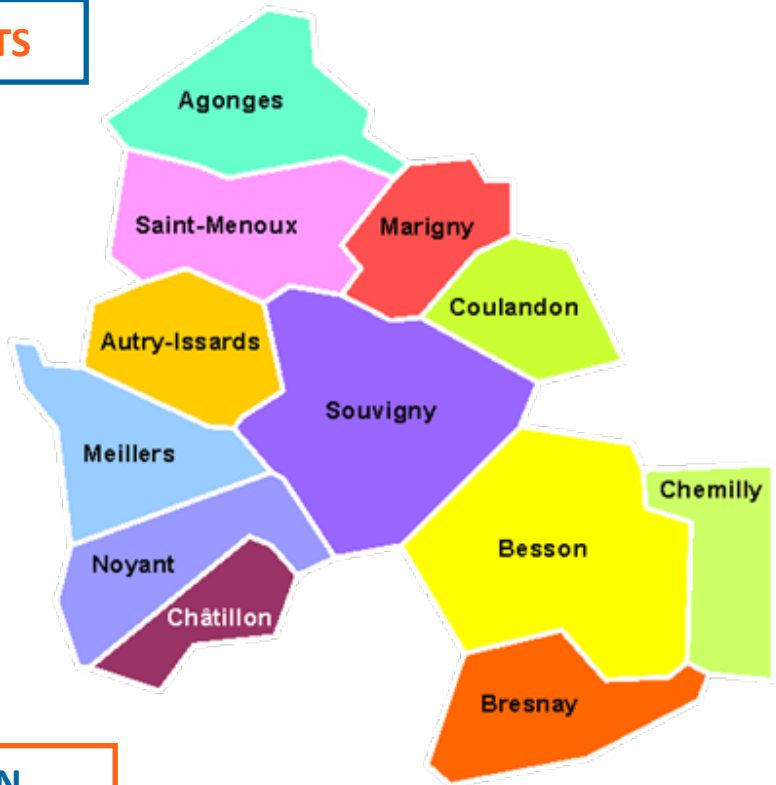 TS
Agonges
Saint-Menoux
Marigny
Coulandon
Autry-Issards
Souvigny
Meillers
Chemilly
Besson
Noyant
Châtillon
Bresnay
N